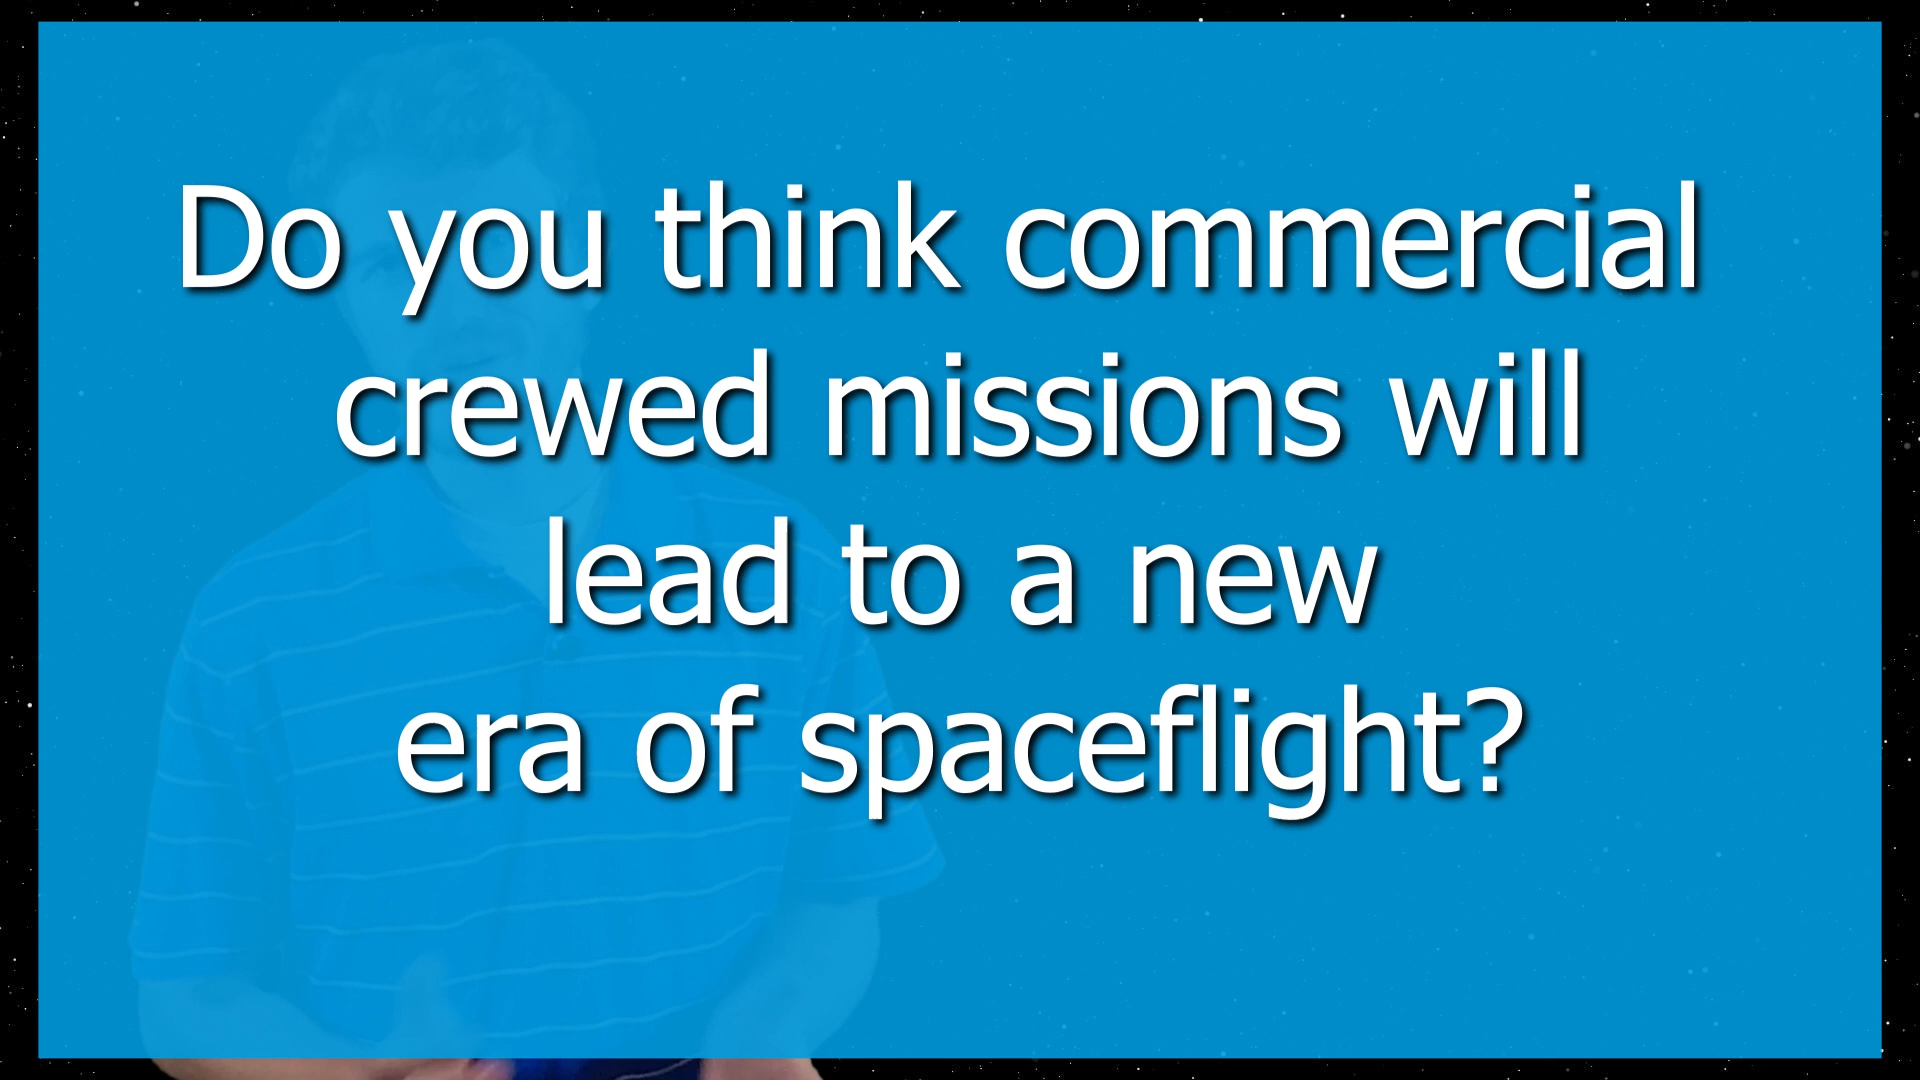 Do you think commercial
crewed missions will
lead to a new
era of spaceflight?